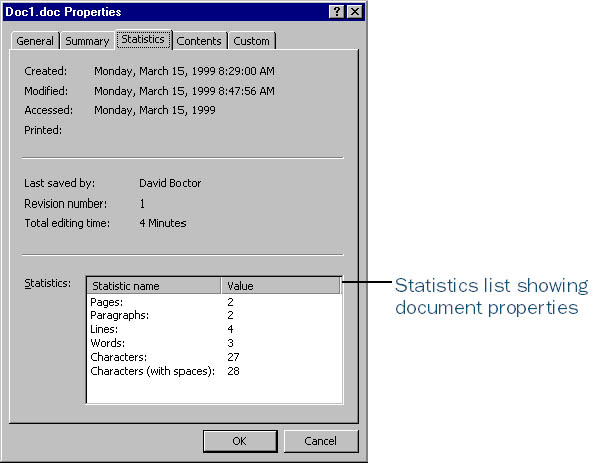 Doc1.doc Properties
General Summary Statistics Contents Custom
Created: Monday, March 15, 1999 8:29:00 AM
Modified: Monday, March 15, 1999 8:47:56 AM
Accessed: Monday, March 15, 1999
Printed:
Last saved by: David Boctor
Revision number: 1
Total editing time: 4 Minutes
Statistics:
Statistic name Value
Pages: 2
Paragraphs: 2
Lines: 4
Words: 3
Characters: 27
Characters (with spaces): 28
OK Cancel
Statistics list showing
document properties